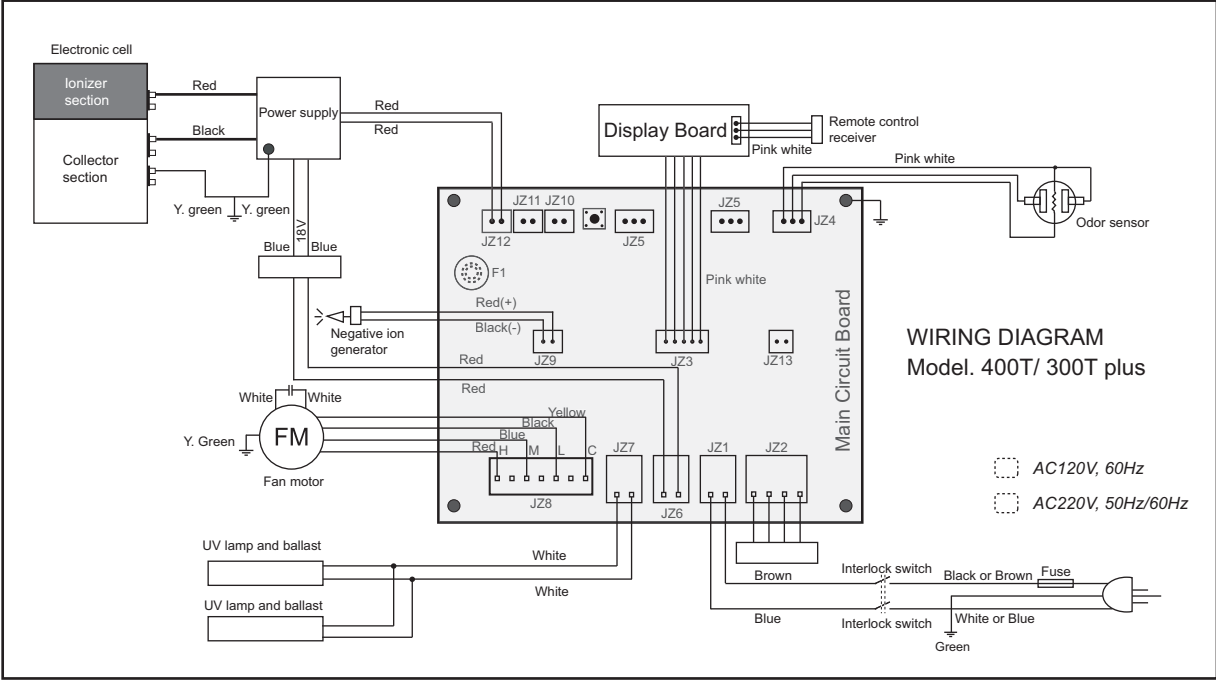 Electronic cell
Ionizer
section
Red
Black
Power supply
Collector
section
Y. green
Y. green
Red
Red
18V
Blue
Blue
Display Board
Remote control
receiver
Pink white
Pink white
Odor sensor
JZ11
JZ10
JZ12
JZ5
JZ5
JZ4
F1
Pink white
Red(+)
Black(-)
Negative ion
generator
JZ9
JZ3
JZ13
Main Circuit Board
WIRING DIAGRAM
Model. 400T/ 300T plus
Red
Red
White
White
Y. Green
FM
Fan motor
Yellow
Black
Blue
Red
H
M
L
C
JZ8
JZ7
JZ6
JZ1
JZ2
AC120V, 60Hz
AC220V, 50Hz/60Hz
UV lamp and ballast
UV lamp and ballast
White
White
Brown
Blue
Interlock switch
Interlock switch
Black or Brown
Fuse
White or Blue
Green